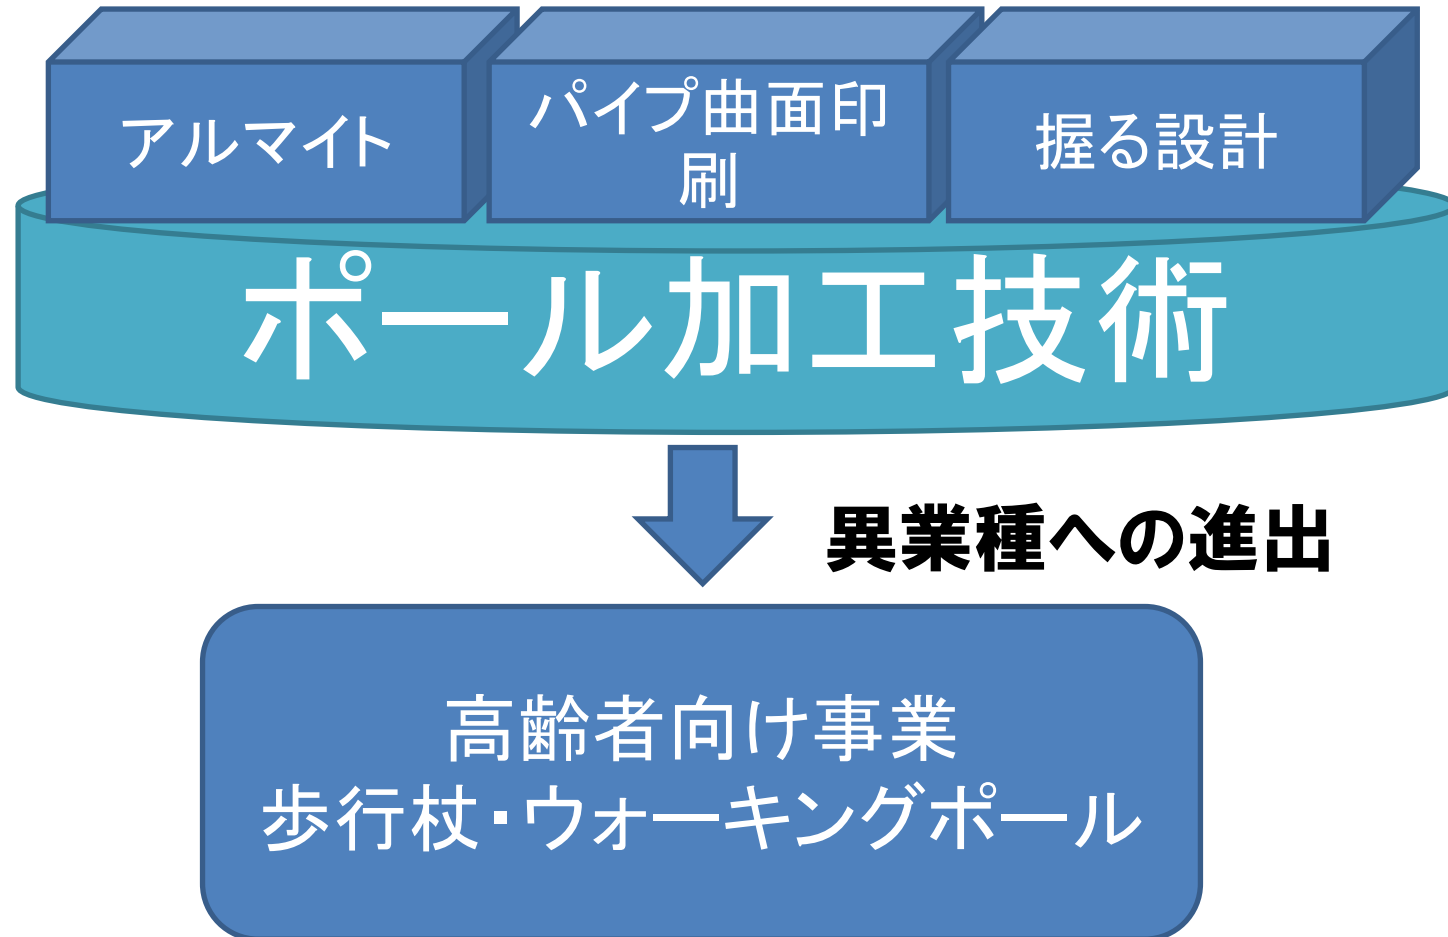 アルマイト
パイプ曲面印
刷
握る設計
ポール加工技術
異業種への進出
高齢者向け事業
歩行杖・ウォーキングポール